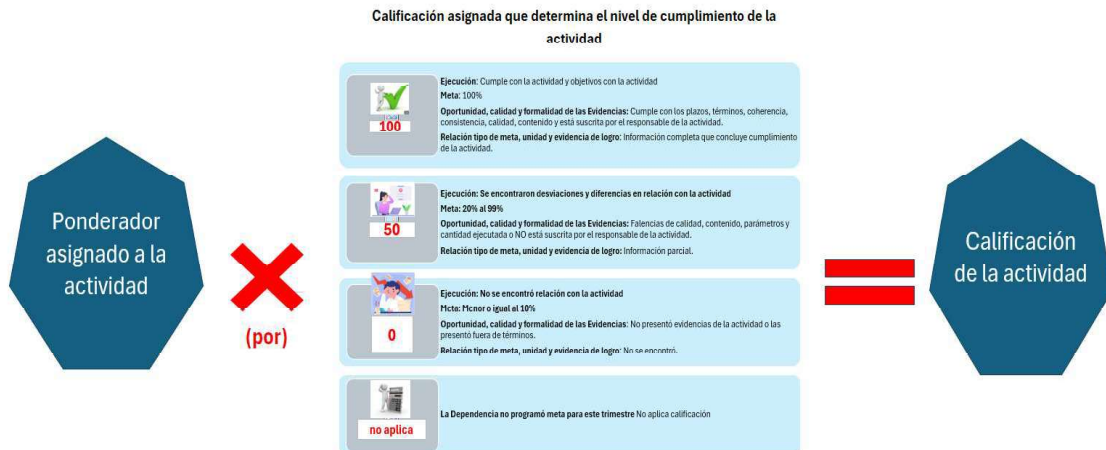 Calificación asignada que determina el nivel de cumplimiento de la
actividad
Ponderador
asignado a la
actividad
(por)
100
Ejecución: Cumple con la actividad y objetivos con la actividad
Meta: 100%
Oportunidad, calidad y formalidad de las Evidencias: Cumple con los plazos, términos, coherencia,
consistencia, calidad, contenido y está suscrita por el responsable de la actividad.
Relación tipo de meta, unidad y evidencia de logro: Información completa que concluye cumplimiento
de la actividad.
50
Ejecución: Se encontraron desviaciones y diferencias en relación con la actividad
Meta: 20% al 99%
Oportunidad, calidad y formalidad de las Evidencias: Falencias de calidad, contenido, parámetros y
cantidad ejecutada o NO está suscrita por el responsable de la actividad.
Relación tipo de meta, unidad y evidencia de logro: Información parcial.
0
Ejecución: No se encontró relación con la actividad
Meta: Menor o igual al 10%
Oportunidad, calidad y formalidad de las Evidencias: No presentó evidencias de la actividad o las
presentó fuera de términos.
Relación tipo de meta, unidad y evidencia de logro: No se encontró.
no aplica
La Dependencia no programó meta para este trimestre No aplica calificación
Calificación
de la actividad